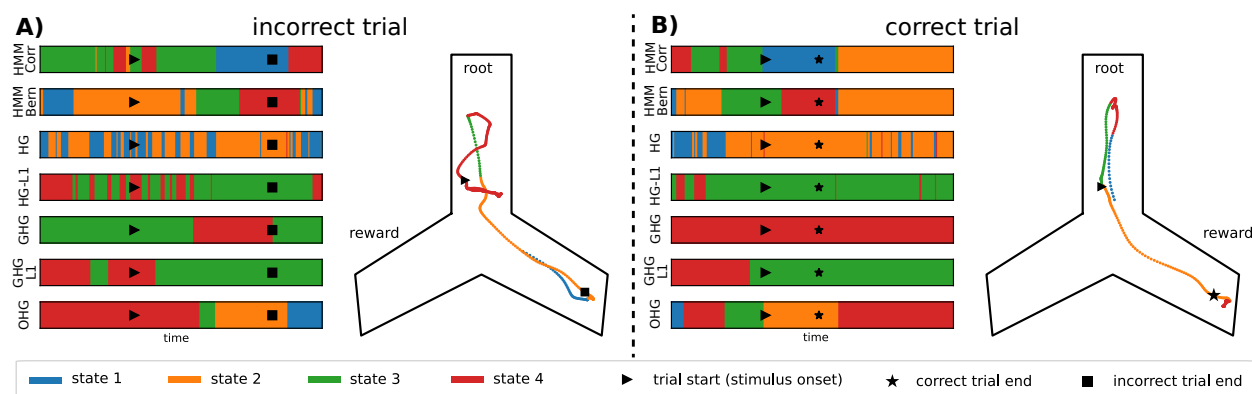 A) incorrect trial
HMM
Corr
HMM
Bern
HG
HG-L1
GHG
GHG
L1
OHG
time
root
reward
B) correct trial
HMM
Corr
HMM
Bern
HG
HG-L1
GHG
GHG
L1
OHG
time
root
reward
state 1 state 2 state 3 state 4 trial start (stimulus onset) correct trial end incorrect trial end